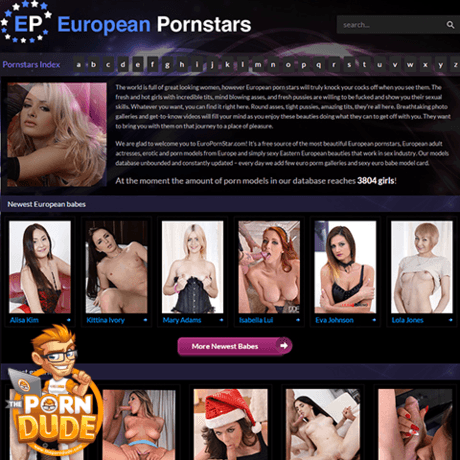 EP European Pornstars
search...
Pornstars Index a b c d e f g h i j k l m n o p q r s t u v w x y z
The world is full of great looking women, however European porn stars will truly knock your cocks off when you see them. The
fresh and hot girls with incredible tits, mind blowing asses, and fresh pussies are willing to be fucked and show you their sexual
skills. Whatever you want, you can find it right here. Round asses, tight pussies, amazing tits, they're all here. Breathtaking photo
galleries and get-to-know videos will fill your mind as you enjoy these beauties doing what they can to get off with you. They want
to bring you with them on that journey to a place of pleasure.
We are glad to welcome you to EuroPornStar.com! It's a free source of the most beautiful European pornstars, European adult
actresses, erotic and porn models from Europe and simply sexy Eastern European beauties that work in sex industry. Our models
database unbounded and constantly updated - every day we add few euro porn galleries and sexy euro babe model card.
At the moment the amount of porn models in our database reaches 3804 girls!
Newest European babes
Alisa Kim
Kittina Ivory
Mary Adams
Isabella Lui
Eva Johnson
Lola Jones
More Newest Babes
THE
PORN
DUDE